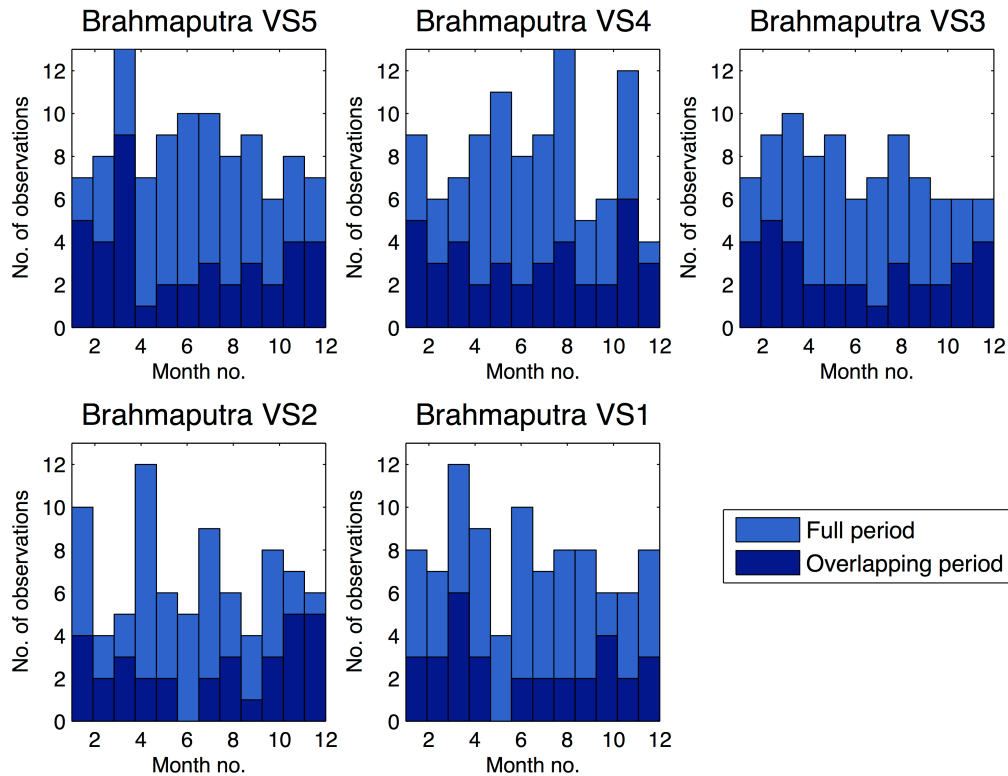 Brahmaputra VS5
Brahmaputra VS4
Brahmaputra VS3
No. of observations
0 2 4 6 8 10 12
2 4 6 8 10 12
Month no.
No. of observations
0 2 4 6 8 10 12
2 4 6 8 10 12
Month no.
No. of observations
0 2 4 6 8 10 12
2 4 6 8 10 12
Month no.
Brahmaputra VS2
Brahmaputra VS1
No. of observations
0 2 4 6 8 10 12
2 4 6 8 10 12
Month no.
No. of observations
0 2 4 6 8 10 12
2 4 6 8 10 12
Month no.
Full period
Overlapping period